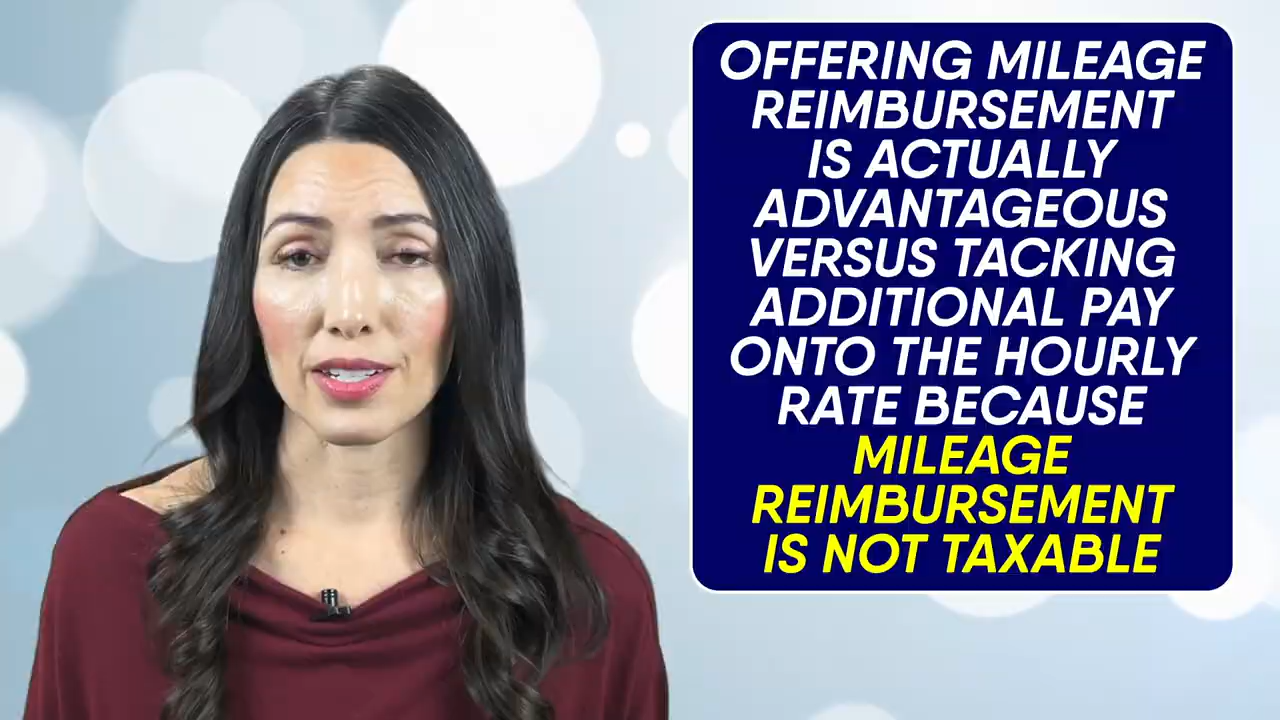 OFFERING MILEAGE
REIMBURSEMENT
IS ACTUALLY
ADVANTAGEOUS
VERSUS TACKING
ADDITIONAL PAY
ONTO THE HOURLY
RATE BECAUSE
MILEAGE
REIMBURSEMENT
IS NOT TAXABLE